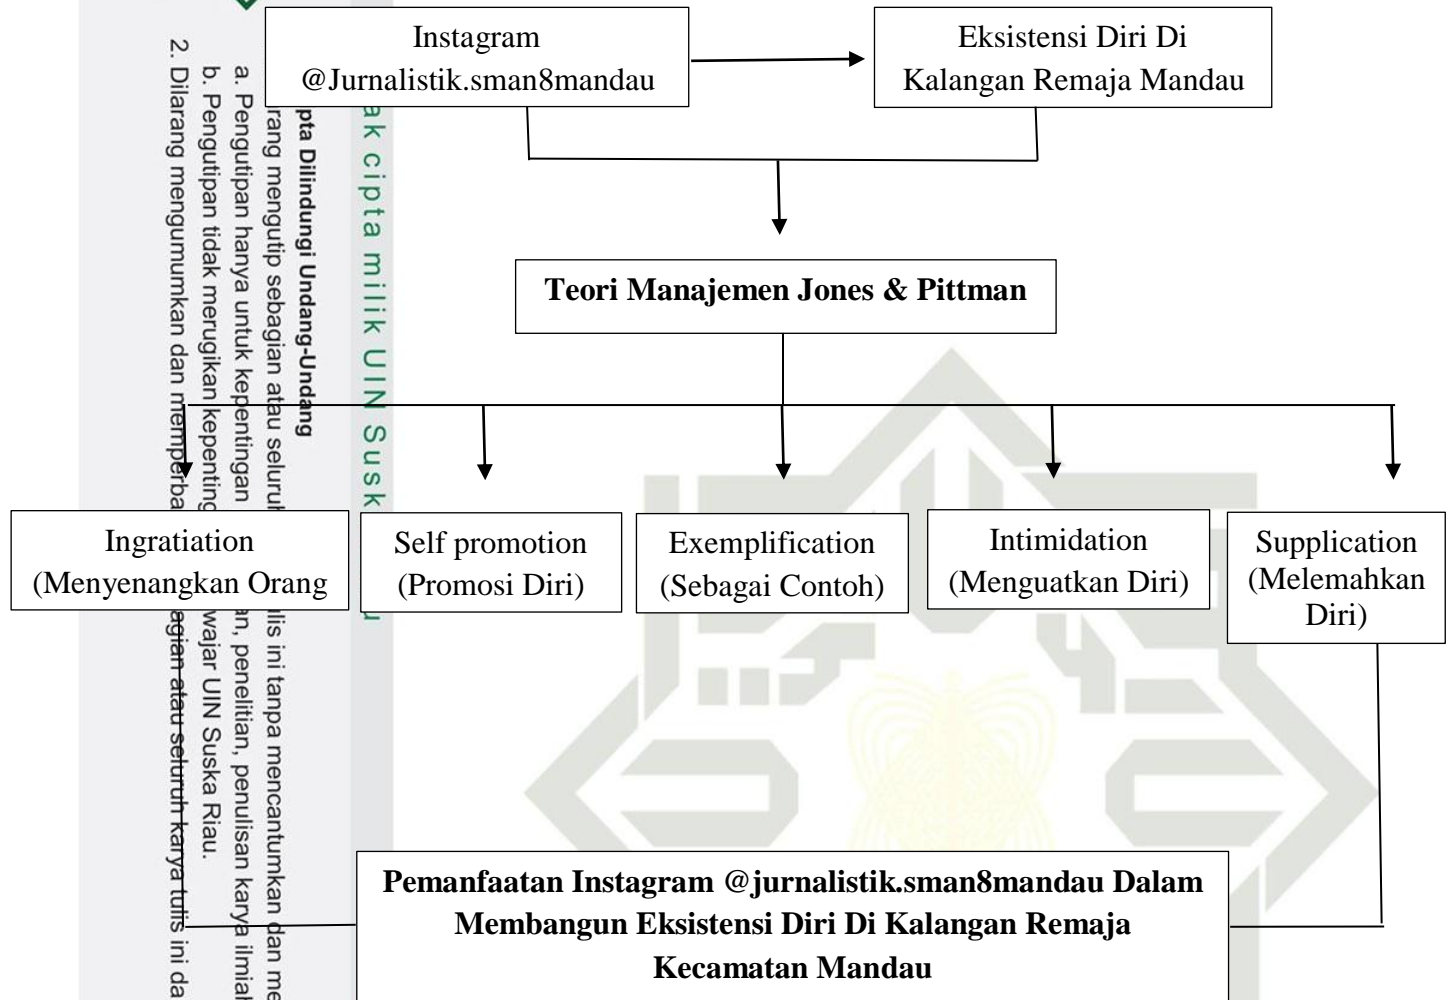 Instagram
@Jurnalistik.sman8mandau
Eksistensi Diri Di
Kalangan Remaja Mandau
Teori Manajemen Jones & Pittman
Ingratiation
(Menyenangkan Orang
Self promotion
(Promosi Diri)
Exemplification
(Sebagai Contoh)
Intimidation
(Menguatkan Diri)
Supplication
(Melemahkan
Diri)
Pemanfaatan Instagram @jurnalistik.sman8mandau Dalam
Membangun Eksistensi Diri Di Kalangan Remaja
Kecamatan Mandau
ak cipta milik UIN Susk
pta Dilindungi Undang-Undang
rang mengutip sebagian atau seluruh
lis ini tanpa mencantumkan dan me
a. Pengutipan hanya untuk kepentingan
an, penelitian, penulisan karya ilmiah
b. Pengutipan tidak merugikan kepenting
wajar UIN Suska Riau.
2. Dilarang mengumumkan dan memperba
agian atau seluruh karya tulis ini da